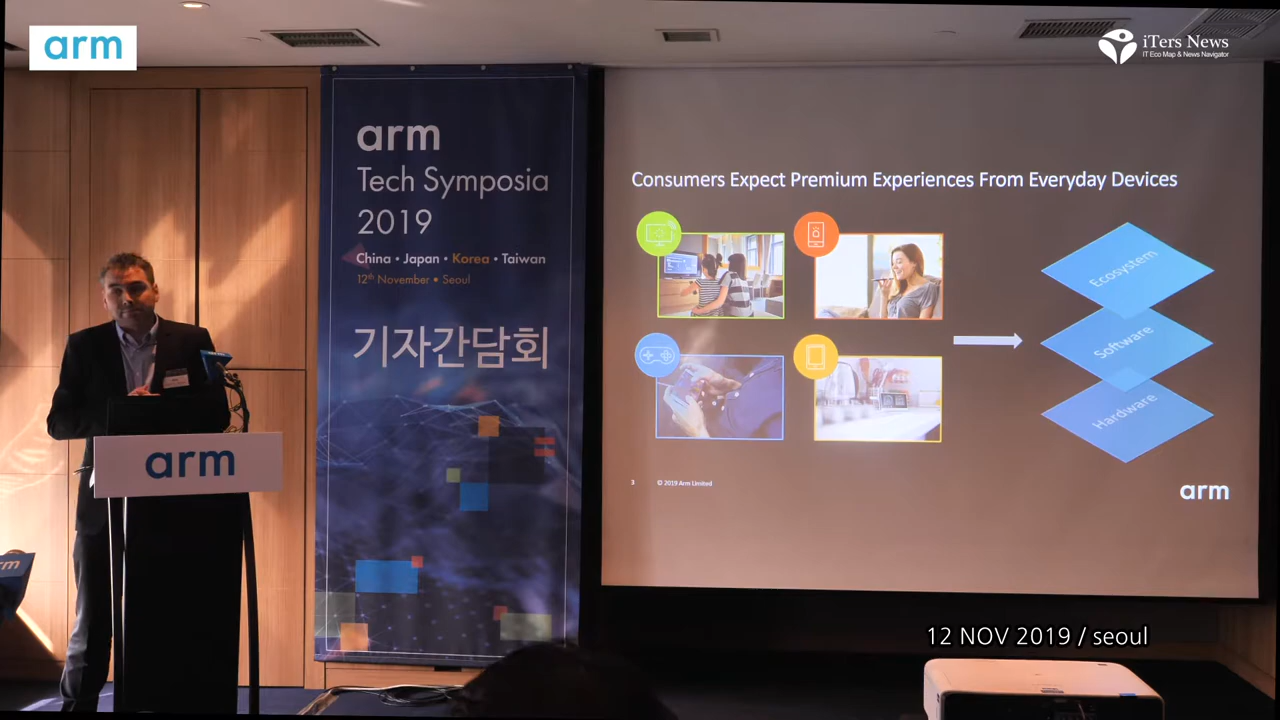 arm
iTers News
IT Eco Map & News Navigator
arm
Tech Symposia
2019
China • Japan • Korea • Taiwan
12th November • Seoul
기자간담회
Consumers Expect Premium Experiences From Everyday Devices
Ecosystem
Software
Hardware
3 © 2019 Arm Limited
arm
arm
12 NOV 2019 / seoul